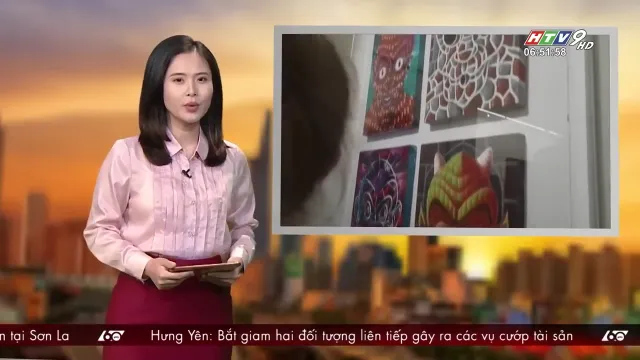 HTV9 HD
06:51:58
n tại Sơn La
Hưng Yên: Bắt giam hai đối tượng liên tiếp gây ra các vụ cướp tài sản